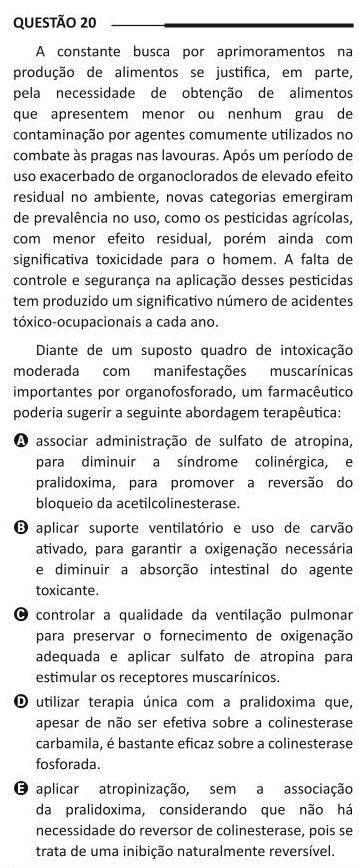 QUESTÃO 20
A constante busca por aprimoramentos na
produção de alimentos se justifica, em parte,
pela necessidade de obtenção de alimentos
que apresentem menor ou nenhum grau de
contaminação por agentes comumente utilizados no
combate às pragas nas lavouras. Após um período de
uso exacerbado de organoclorados de elevado efeito
residual no ambiente, novas categorias emergiram
de prevalência no uso, como os pesticidas agrícolas,
com menor efeito residual, porém ainda com
significativa toxicidade para o homem. A falta de
controle e segurança na aplicação desses pesticidas
tem produzido um significativo número de acidentes
tóxico-ocupacionais a cada ano.
Diante de um suposto quadro de intoxicação
moderada com manifestações muscarínicas
importantes por organofosforado, um farmacêutico
poderia sugerir a seguinte abordagem terapêutica:
A associar administração de sulfato de atropina,
para diminuir a síndrome colinérgica, e
pralidoxima, para promover a reversão do
bloqueio da acetilcolinesterase.
B aplicar suporte ventilatório e uso de carvão
ativado, para garantir a oxigenação necessária
e diminuir a absorção intestinal do agente
toxicante.
C controlar a qualidade da ventilação pulmonar
para preservar o fornecimento de oxigenação
adequada e aplicar sulfato de atropina para
estimular os receptores muscarínicos.
D utilizar terapia única com a pralidoxima que,
apesar de não ser efetiva sobre a colinesterase
carbamila, é bastante eficaz sobre a colinesterase
fosforada.
E aplicar atropinização, sem a associação
da pralidoxima, considerando que não há
necessidade do reversor de colinesterase, pois se
trata de uma inibição naturalmente reversível.